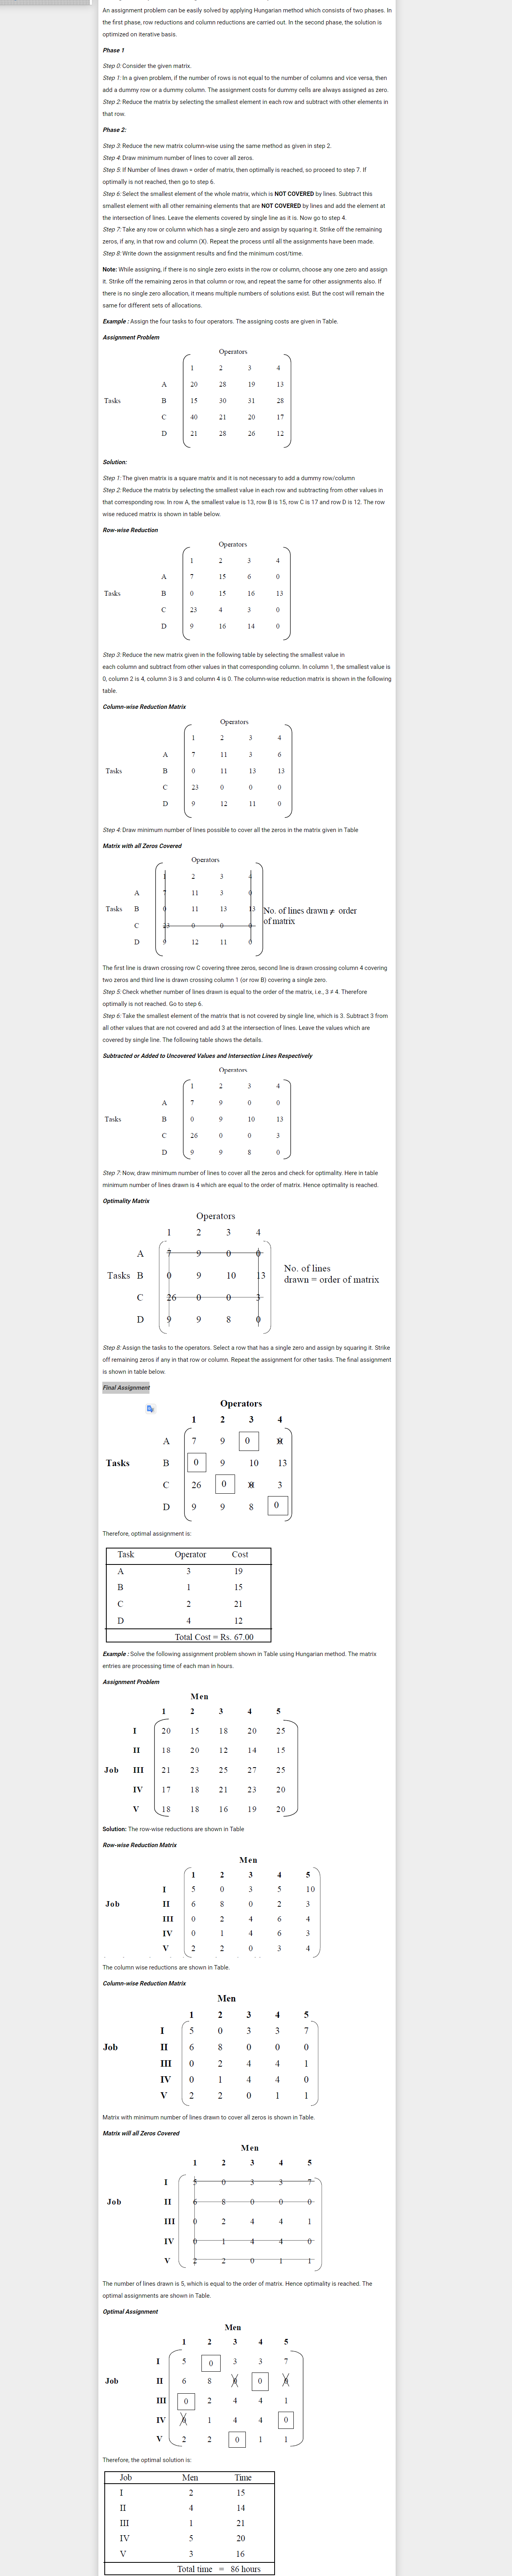 An assignment problem can be easily solved by applying Hungarian method which consists of two phases. In
the first phase, row reductions and column reductions are carried out. In the second phase, the solution is
optimized on iterative basis.
Phase 1
Step 0: Consider the given matrix.
Step 1: In a given problem, if the number of rows is not equal to the number of columns and vice versa, then
add a dummy row or a dummy column. The assignment costs for dummy cells are always assigned as zero.
Step 2: Reduce the matrix by selecting the smallest element in each row and subtract with other elements in
that row.
Phase 2:
Step 3: Reduce the new matrix column-wise using the same method as given in step 2.
Step 4: Draw minimum number of lines to cover all zeros.
Step 5: If Number of lines drawn = order of matrix, then optimally is reached, so proceed to step 7. If
optimally is not reached, then go to step 6.
Step 6: Select the smallest element of the whole matrix, which is NOT COVERED by lines. Subtract this
smallest element with all other remaining elements that are NOT COVERED by lines and add the element at
the intersection of lines. Leave the elements covered by single line as it is. Now go to step 4.
Step 7: Take any row or column which has a single zero and assign by squaring it. Strike off the remaining
zeros, if any, in that row and column (X). Repeat the process until all the assignments have been made.
Step 8: Write down the assignment results and find the minimum cost/time.
Note: While assigning, if there is no single zero exists in the row or column, choose any one zero and assign
it. Strike off the remaining zeros in that column or row, and repeat the same for other assignments also. If
there is no single zero allocation, it means multiple numbers of solutions exist. But the cost will remain the
same for different sets of allocations.
Example : Assign the four tasks to four operators. The assigning costs are given in Table.
Assignment Problem
Operators
1 2 3 4
A 20 28 19 13
Tasks B 15 30 31 28
C 40 21 20 17
D 21 28 26 12
Solution:
Step 1: The given matrix is a square matrix and it is not necessary to add a dummy row/column
Step 2: Reduce the matrix by selecting the smallest value in each row and subtracting from other values in
that corresponding row. In row A, the smallest value is 13, row B is 15, row C is 17 and row D is 12. The row
wise reduced matrix is shown in table below.
Row-wise Reduction
Operators
1 2 3 4
A 7 15 6 0
Tasks B 0 15 16 13
C 23 4 3 0
D 9 16 14 0
Step 3: Reduce the new matrix given in the following table by selecting the smallest value in
each column and subtract from other values in that corresponding column. In column 1, the smallest value is
0, column 2 is 4, column 3 is 3 and column 4 is 0. The column-wise reduction matrix is shown in the following
table.
Column-wise Reduction Matrix
Operators
1 2 3 4
A 7 11 3 6
Tasks B 0 11 13 13
C 23 0 0 0
D 9 12 11 0
Step 4: Draw minimum number of lines possible to cover all the zeros in the matrix given in Table
Matrix with all Zeros Covered
Operators
1 2 3 4
A 7 11 3 0
Tasks B 0 11 13 13 No. of lines drawn ≠ order
of matrix
C 23 0 0 0
D 9 12 11 0
The first line is drawn crossing row C covering three zeros, second line is drawn crossing column 4 covering
two zeros and third line is drawn crossing column 1 (or row B) covering a single zero.
Step 5: Check whether number of lines drawn is equal to the order of the matrix, i.e., 3 ≠ 4. Therefore
optimally is not reached. Go to step 6.
Step 6: Take the smallest element of the matrix that is not covered by single line, which is 3. Subtract 3 from
all other values that are not covered and add 3 at the intersection of lines. Leave the values which are
covered by single line. The following table shows the details.
Subtracted or Added to Uncovered Values and Intersection Lines Respectively
Operators
1 2 3 4
A 7 9 0 0
Tasks B 0 9 10 13
C 26 0 0 3
D 9 9 8 0
Step 7: Now, draw minimum number of lines to cover all the zeros and check for optimality. Here in table
minimum number of lines drawn is 4 which are equal to the order of matrix. Hence optimality is reached.
Optimality Matrix
Operators
1 2 3 4
A 7 9 0 0
No. of lines
Tasks B 0 9 10 13 drawn = order of matrix
C 26 0 0 3
D 9 9 8 0
Step 8: Assign the tasks to the operators. Select a row that has a single zero and assign by squaring it. Strike
off remaining zeros if any in that row or column. Repeat the assignment for other tasks. The final assignment
is shown in table below.
Final Assignment
Operators
1 2 3 4
A 7 9 0 0
Tasks B 0 9 10 13
C 26 0 0 3
D 9 9 8 0
Therefore, optimal assignment is:
Task Operator Cost
A 3 19
B 1 15
C 2 21
D 4 12
Total Cost = Rs. 67.00
Example : Solve the following assignment problem shown in Table using Hungarian method. The matrix
entries are processing time of each man in hours.
Assignment Problem
Men
1 2 3 4 5
I 20 15 18 20 25
II 18 20 12 14 15
Job III 21 23 25 27 25
IV 17 18 21 23 20
V 18 18 16 19 20
Solution: The row-wise reductions are shown in Table
Row-wise Reduction Matrix
Men
1 2 3 4 5
I 5 0 3 5 10
Job II 6 8 0 2 3
III 0 2 4 6 4
IV 0 1 4 6 3
V 2 2 0 3 4
The column wise reductions are shown in Table.
Column-wise Reduction Matrix
Men
1 2 3 4 5
I 5 0 3 3 7
Job II 6 8 0 0 0
III 0 2 4 4 1
IV 0 1 4 4 0
V 2 2 0 1 1
Matrix with minimum number of lines drawn to cover all zeros is shown in Table.
Matrix will all Zeros Covered
Men
1 2 3 4 5
I 5 0 3 3 7
Job II 6 8 0 0 0
III 0 2 4 4 1
IV 0 1 4 4 0
V 2 2 0 1 1
The number of lines drawn is 5, which is equal to the order of matrix. Hence optimality is reached. The
optimal assignments are shown in Table.
Optimal Assignment
Men
1 2 3 4 5
I 5 0 3 3 7
Job II 6 8 0 0 0
III 0 2 4 4 1
IV 0 1 4 4 0
V 2 2 0 1 1
Therefore, the optimal solution is:
Job Men Time
I 2 15
II 4 14
III 1 21
IV 5 20
V 3 16
Total time = 86 hours